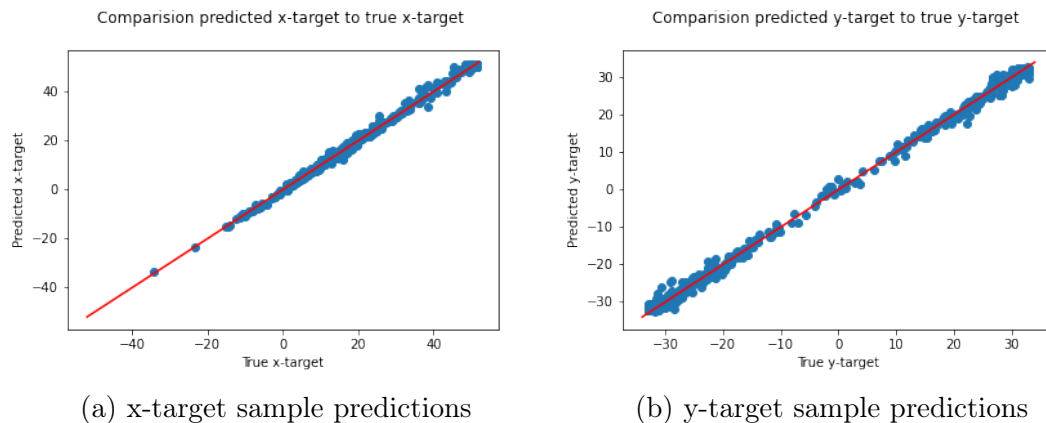 Comparision predicted x-target to true x-target
40
20
0
−20
−40
Predicted x-target
−40 −20 0 20 40
True x-target
(a) x-target sample predictions
Comparision predicted y-target to true y-target
30
20
10
0
−10
−20
−30
Predicted y-target
−30 −20 −10 0 10 20 30
True y-target
(b) y-target sample predictions